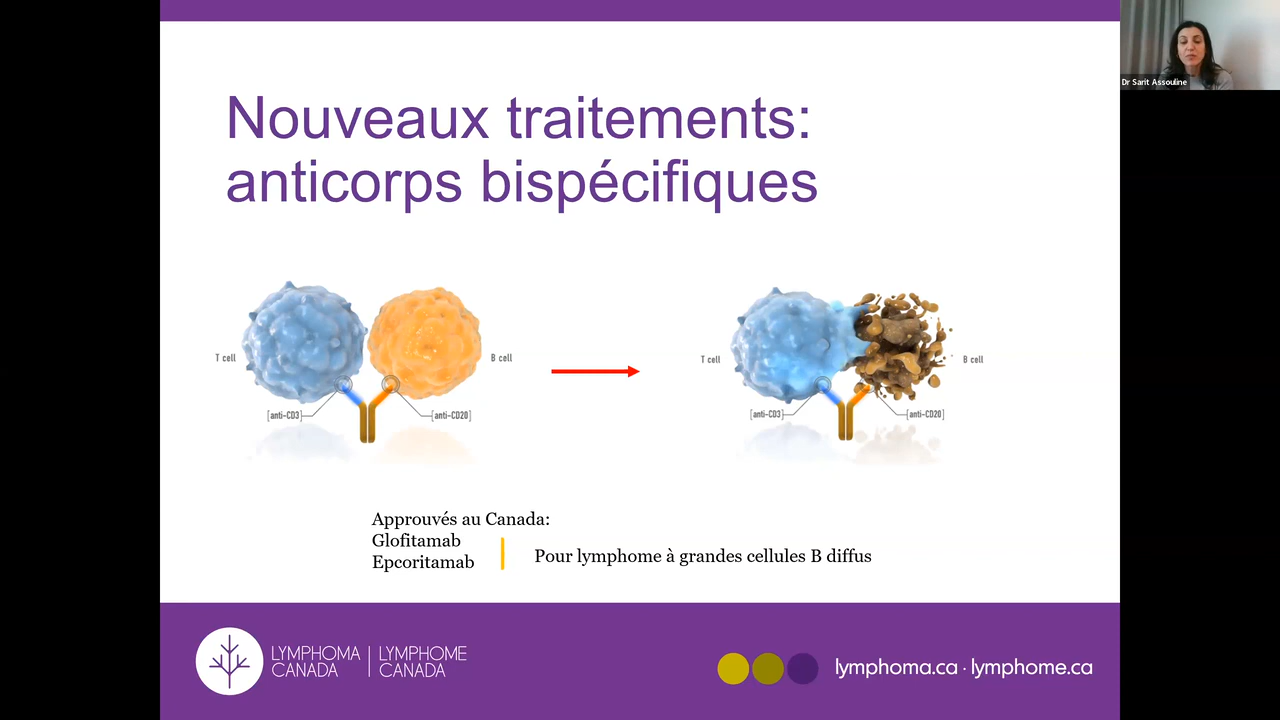 Dr Sarit Assouline
Nouveaux traitements:
anticorps bispécifiques
T cell
B cell
[anti-CD3]
[anti-CD20]
T cell
B cell
[anti-CD3]
[anti-CD20]
Approuvés au Canada:
Glofitamab
Epcoritamab
Pour lymphome à grandes cellules B diffus
LYMPHOMA CANADA
LYMPHOME CANADA
lymphoma.ca · lymphome.ca